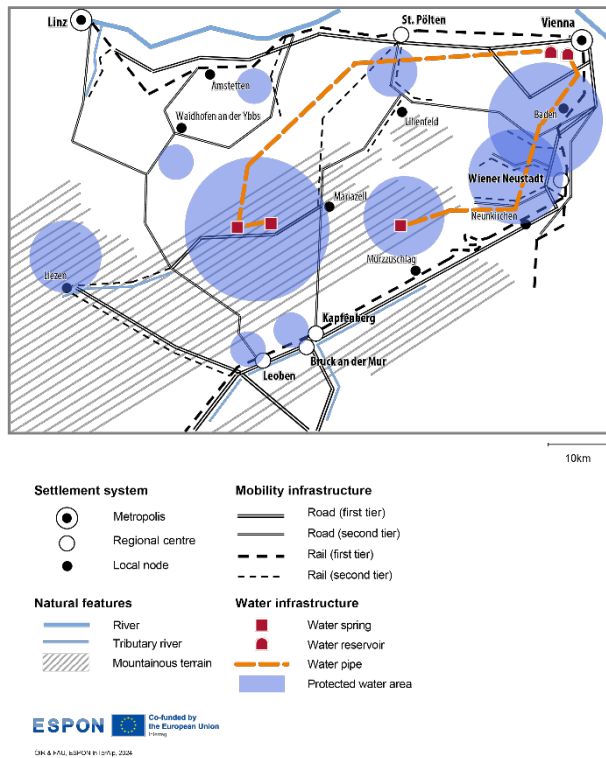 Linz
St. Pölten
Vienna
Amstetten
Waidhofen an der Ybbs
Lilienfeld
Baden
Wiener Neustadt
Mariazell
Neunkirchen
Liezen
Mürzzuschlag
Kapfenberg
Bruck an der Mur
Leoben
10km
Settlement system
Metropolis
Regional centre
Local node
Mobility infrastructure
Road (first tier)
Road (second tier)
Rail (first tier)
Rail (second tier)
Natural features
River
Tributary river
Mountainous terrain
Water infrastructure
Water spring
Water reservoir
Water pipe
Protected water area
ESPON
Co-funded by
the European Union
Interreg